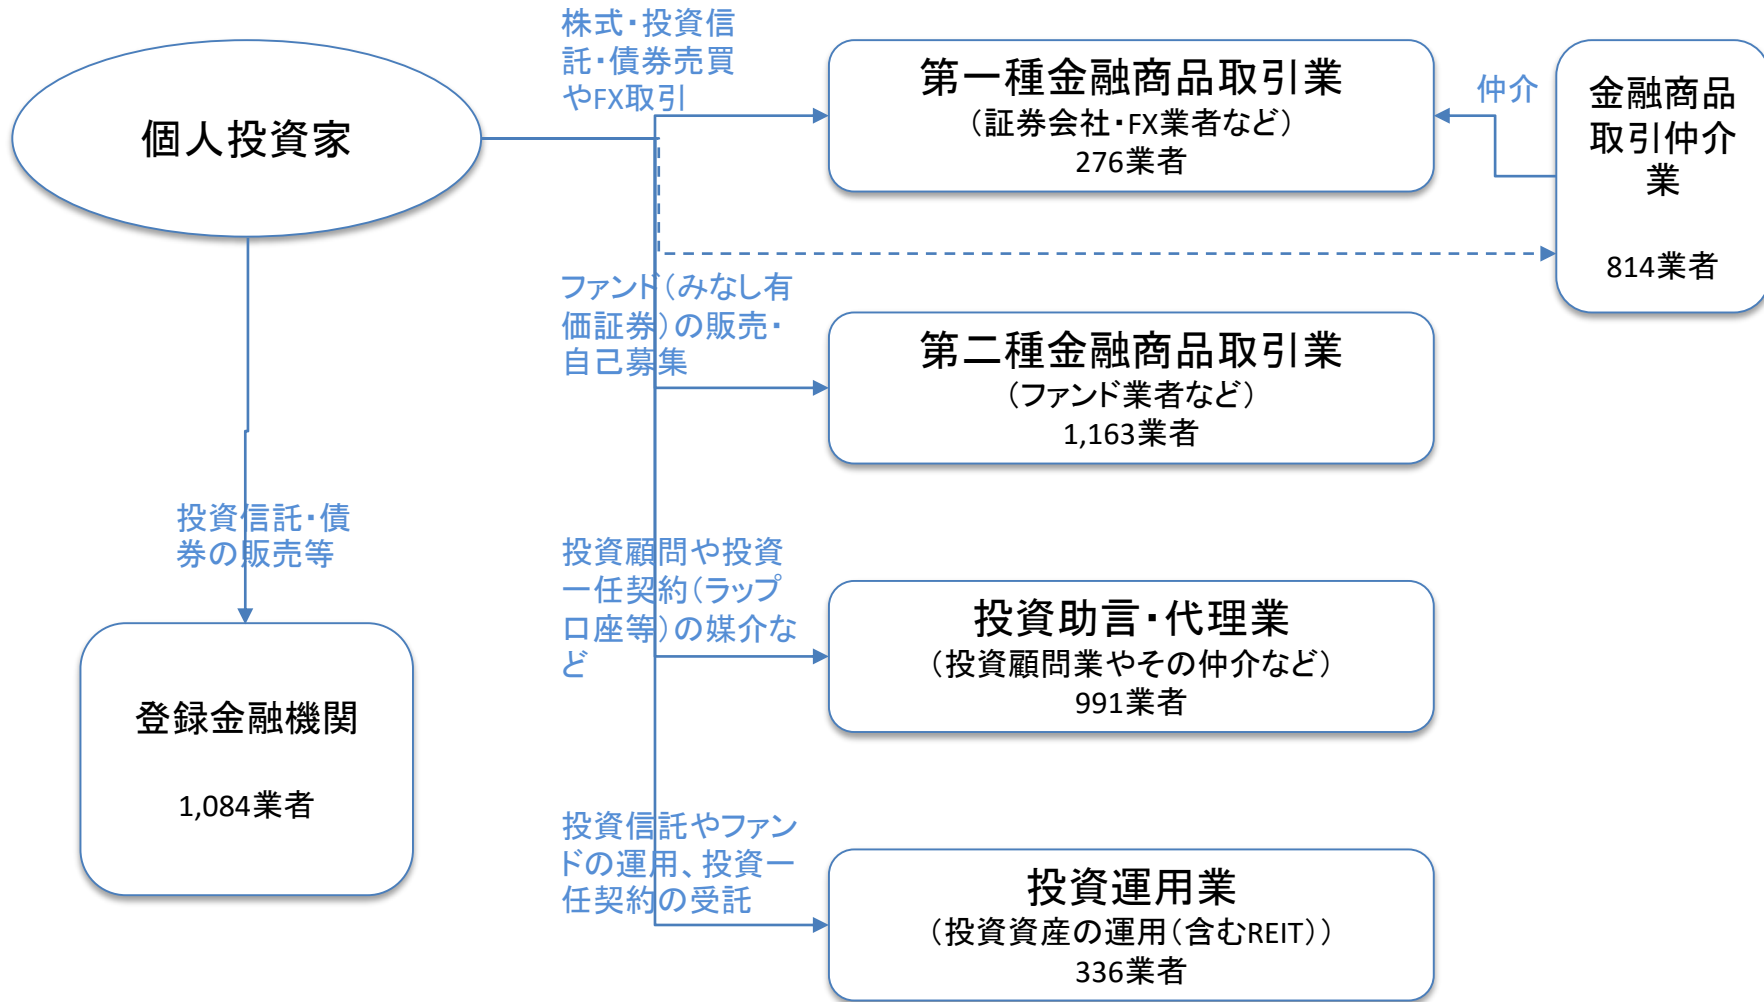 個人投資家
株式・投資信
託・債券売買
やFX取引
第一種金融商品取引業
（証券会社・FX業者など）
276業者
仲介
金融商品
取引仲介
業
814業者
ファンド（みなし有
価証券）の販売・
自己募集
第二種金融商品取引業
（ファンド業者など）
1,163業者
投資信託・債
券の販売等
投資顧問や投資
一任契約（ラップ
口座等）の媒介な
ど
投資助言・代理業
（投資顧問業やその仲介など）
991業者
登録金融機関
1,084業者
投資信託やファン
ドの運用、投資一
任契約の受託
投資運用業
（投資資産の運用（含むREIT））
336業者